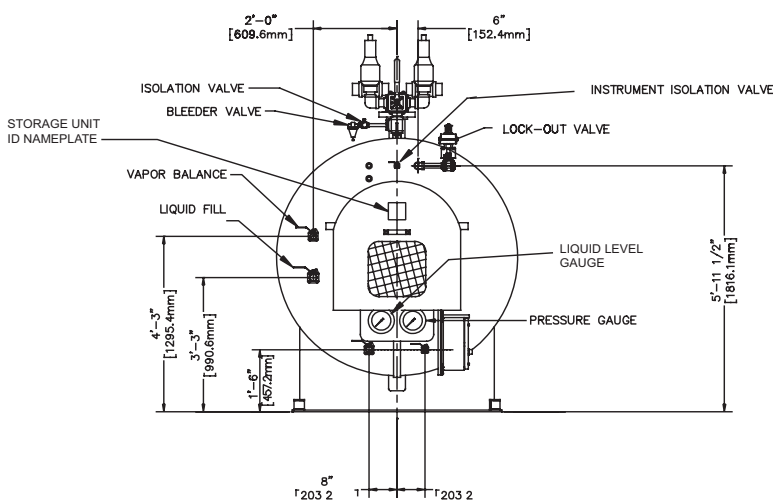 2'-0"
[609.6mm]
6"
[152.4mm]
ISOLATION VALVE
BLEEDER VALVE
INSTRUMENT ISOLATION VALVE
STORAGE UNIT
ID NAMEPLATE
LOCK-OUT VALVE
VAPOR BALANCE
LIQUID FILL
LIQUID LEVEL
GAUGE
PRESSURE GAUGE
4'-3"
[1295.4mm]
3'-3"
[990.6mm]
1'-6"
[457.2mm]
5'-11 1/2"
[1816.1mm]
8"
[203 2
[203 2